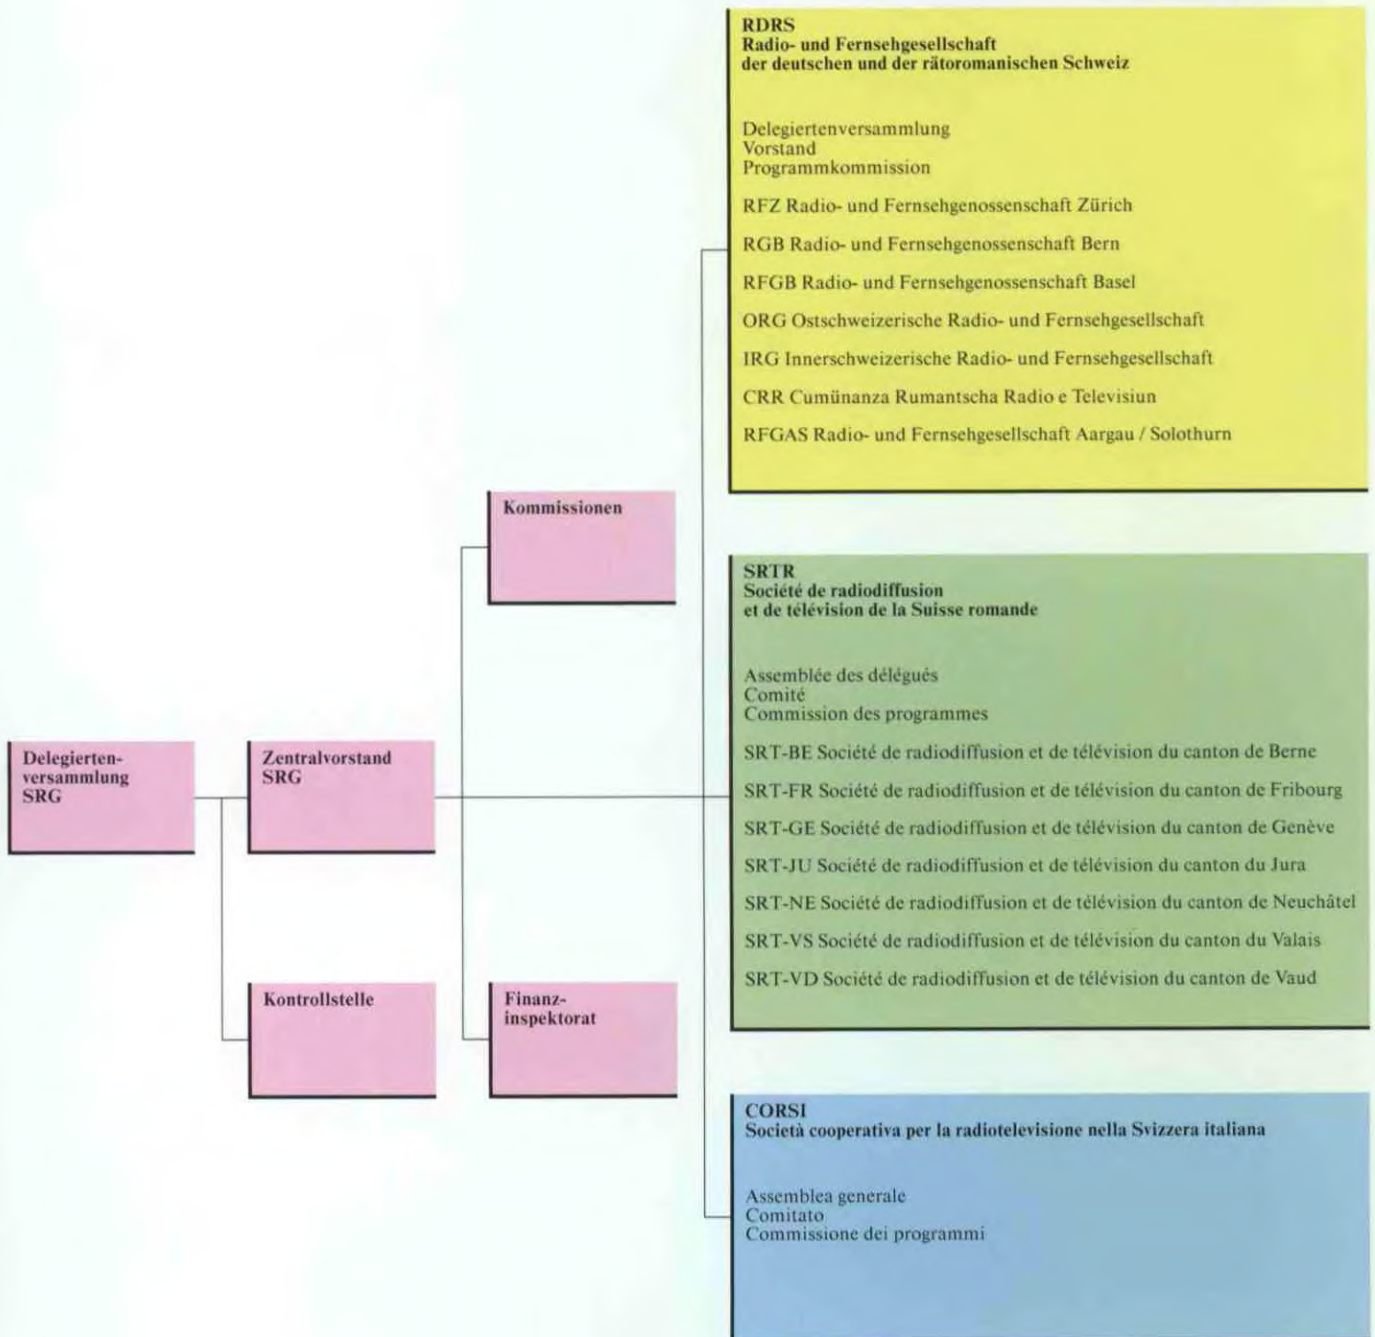 RDRS
Radio- und Fernsehgesellschaft
der deutschen und der rätoromanischen Schweiz
Delegiertenversammlung
Vorstand
Programmkommission
RFZ Radio- und Fernsehgenossenschaft Zürich
RGB Radio- und Fernsehgenossenschaft Bern
RFGB Radio- und Fernsehgenossenschaft Basel
ORG Ostschweizerische Radio- und Fernsehgesellschaft
IRG Innerschweizerische Radio- und Fernsehgesellschaft
CRR Cumünanza Rumantscha Radio e Televisiun
RFGAS Radio- und Fernsehgesellschaft Aargau / Solothurn
Kommissionen
SRTR
Société de radiodiffusion
et de télévision de la Suisse romande
Assemblée des délégués
Comité
Commission des programmes
SRT-BE Société de radiodiffusion et de télévision du canton de Berne
SRT-FR Société de radiodiffusion et de télévision du canton de Fribourg
SRT-GE Société de radiodiffusion et de télévision du canton de Genève
SRT-JU Société de radiodiffusion et de télévision du canton du Jura
SRT-NE Société de radiodiffusion et de télévision du canton de Neuchâtel
SRT-VS Société de radiodiffusion et de télévision du canton du Valais
SRT-VD Société de radiodiffusion et de télévision du canton de Vaud
Delegierten-
versammlung
SRG
Zentralvorstand
SRG
Kontrollstelle
Finanz-
inspektorat
CORSI
Società cooperativa per la radiotelevisione nella Svizzera italiana
Assemblea generale
Comitato
Commissione dei programmi